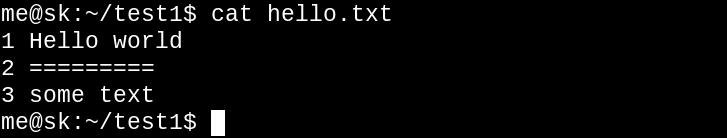 me@sk:~/test1$ cat hello.txt
1 Hello world
2 =========
3 some text
me@sk:~/test1$